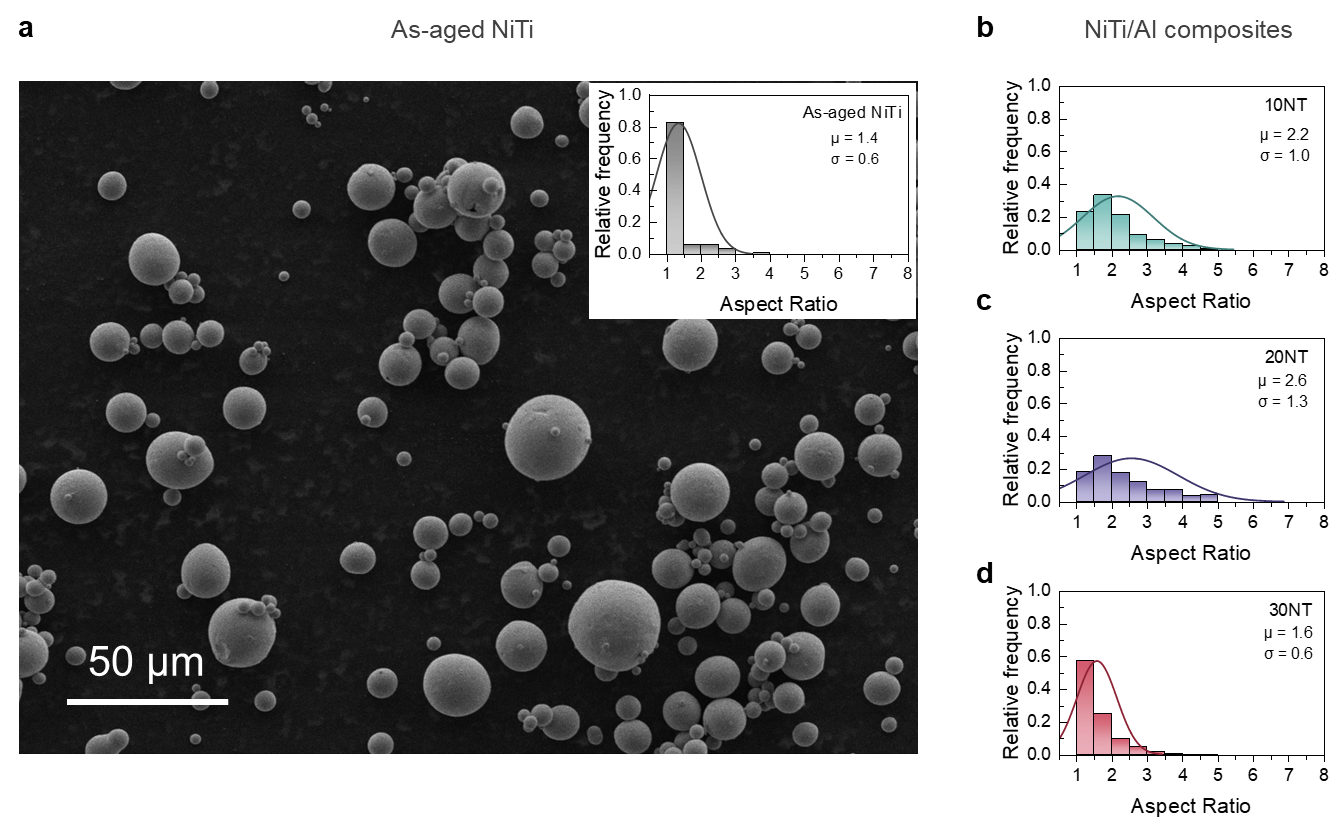 a
As-aged NiTi
50 µm
1.0
0.8
0.6
0.4
0.2
0.0
Relative frequency
As-aged NiTi
µ = 1.4
σ = 0.6
1 2 3 4 5 6 7 8
Aspect Ratio
b
NiTi/Al composites
1.0
0.8
0.6
0.4
0.2
0.0
Relative frequency
10NT
µ = 2.2
σ = 1.0
1 2 3 4 5 6 7 8
Aspect Ratio
c
1.0
0.8
0.6
0.4
0.2
0.0
Relative frequency
20NT
µ = 2.6
σ = 1.3
1 2 3 4 5 6 7 8
Aspect Ratio
d
1.0
0.8
0.6
0.4
0.2
0.0
Relative frequency
30NT
µ = 1.6
σ = 0.6
1 2 3 4 5 6 7 8
Aspect Ratio